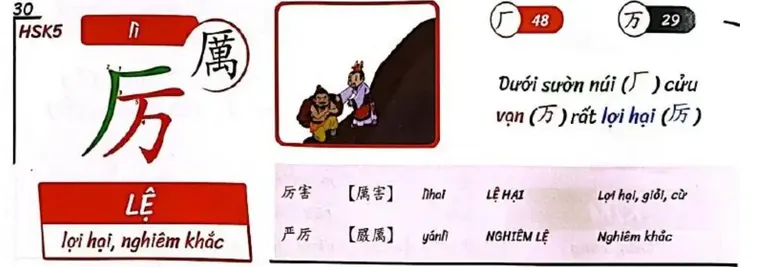 30
HSK5
lì
厲
厉
LỆ
lợi hại, nghiêm khắc
厂 48
万 29
Dưới sườn núi (厂) cửu
vạn (万) rất lợi hại (厉)
厉害 【厲害】 lìhai LỆ HẠI Lợi hại, giỏi, cừ
严厉 【嚴厲】 yánlì NGHIÊM LỆ Nghiêm khắc